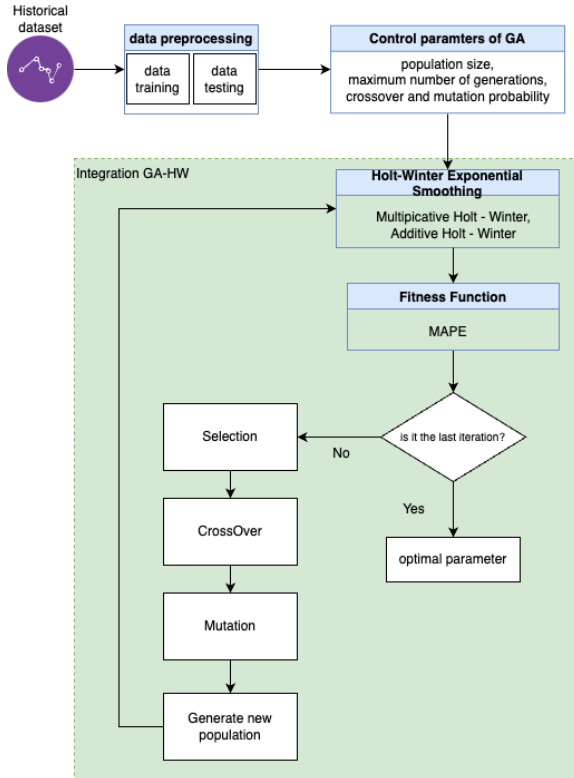 Historical
dataset
data preprocessing
data
training
data
testing
Control paramters of GA
population size,
maximum number of generations,
crossover and mutation probability
Integration GA-HW
Holt-Winter Exponential
Smoothing
Multipicative Holt - Winter,
Additive Holt - Winter
Fitness Function
MAPE
is it the last iteration?
No
Yes
Selection
CrossOver
optimal parameter
Mutation
Generate new
population